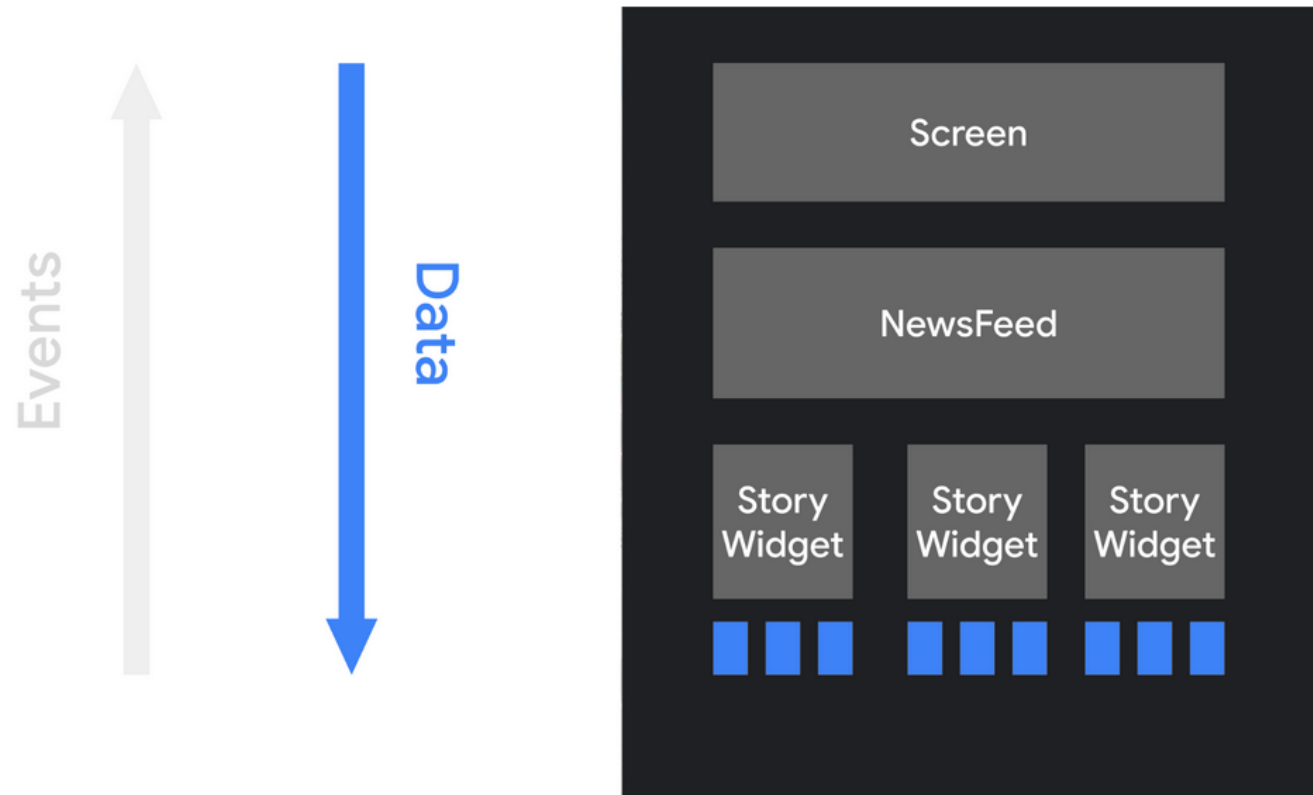 Events
Data
Screen
NewsFeed
Story
Widget
Story
Widget
Story
Widget